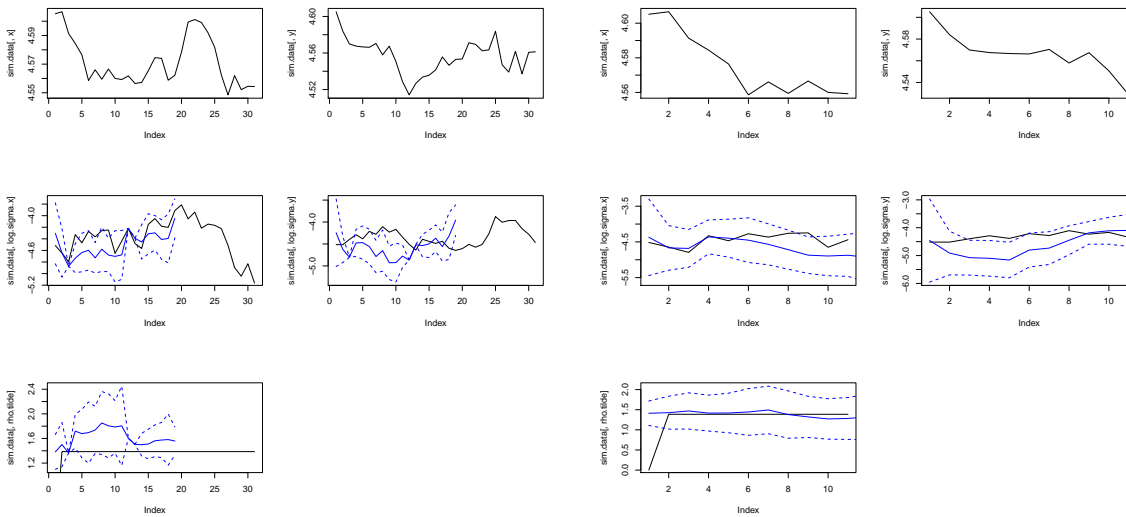 sim.data[, x]
4.55 4.57 4.59
0 5 10 15 20 25 30
Index
sim.data[, y]
4.52 4.56 4.60
0 5 10 15 20 25 30
Index
sim.data[, x]
4.56 4.58 4.60
2 4 6 8 10
Index
sim.data[, y]
4.54 4.58
2 4 6 8 10
Index
sim.data[, log.sigma.x]
−5.2 −4.6 −4.0
0 5 10 15 20 25 30
Index
sim.data[, log.sigma.y]
−5.0 −4.0
0 5 10 15 20 25 30
Index
sim.data[, log.sigma.x]
−5.5 −4.5 −3.5
2 4 6 8 10
Index
sim.data[, log.sigma.y]
−6.0 −5.0 −4.0 −3.0
2 4 6 8 10
Index
sim.data[, rho.tilde]
1.2 1.6 2.0 2.4
0 5 10 15 20 25 30
Index
sim.data[, rho.tilde]
0.0 0.5 1.0 1.5 2.0
2 4 6 8 10
Index